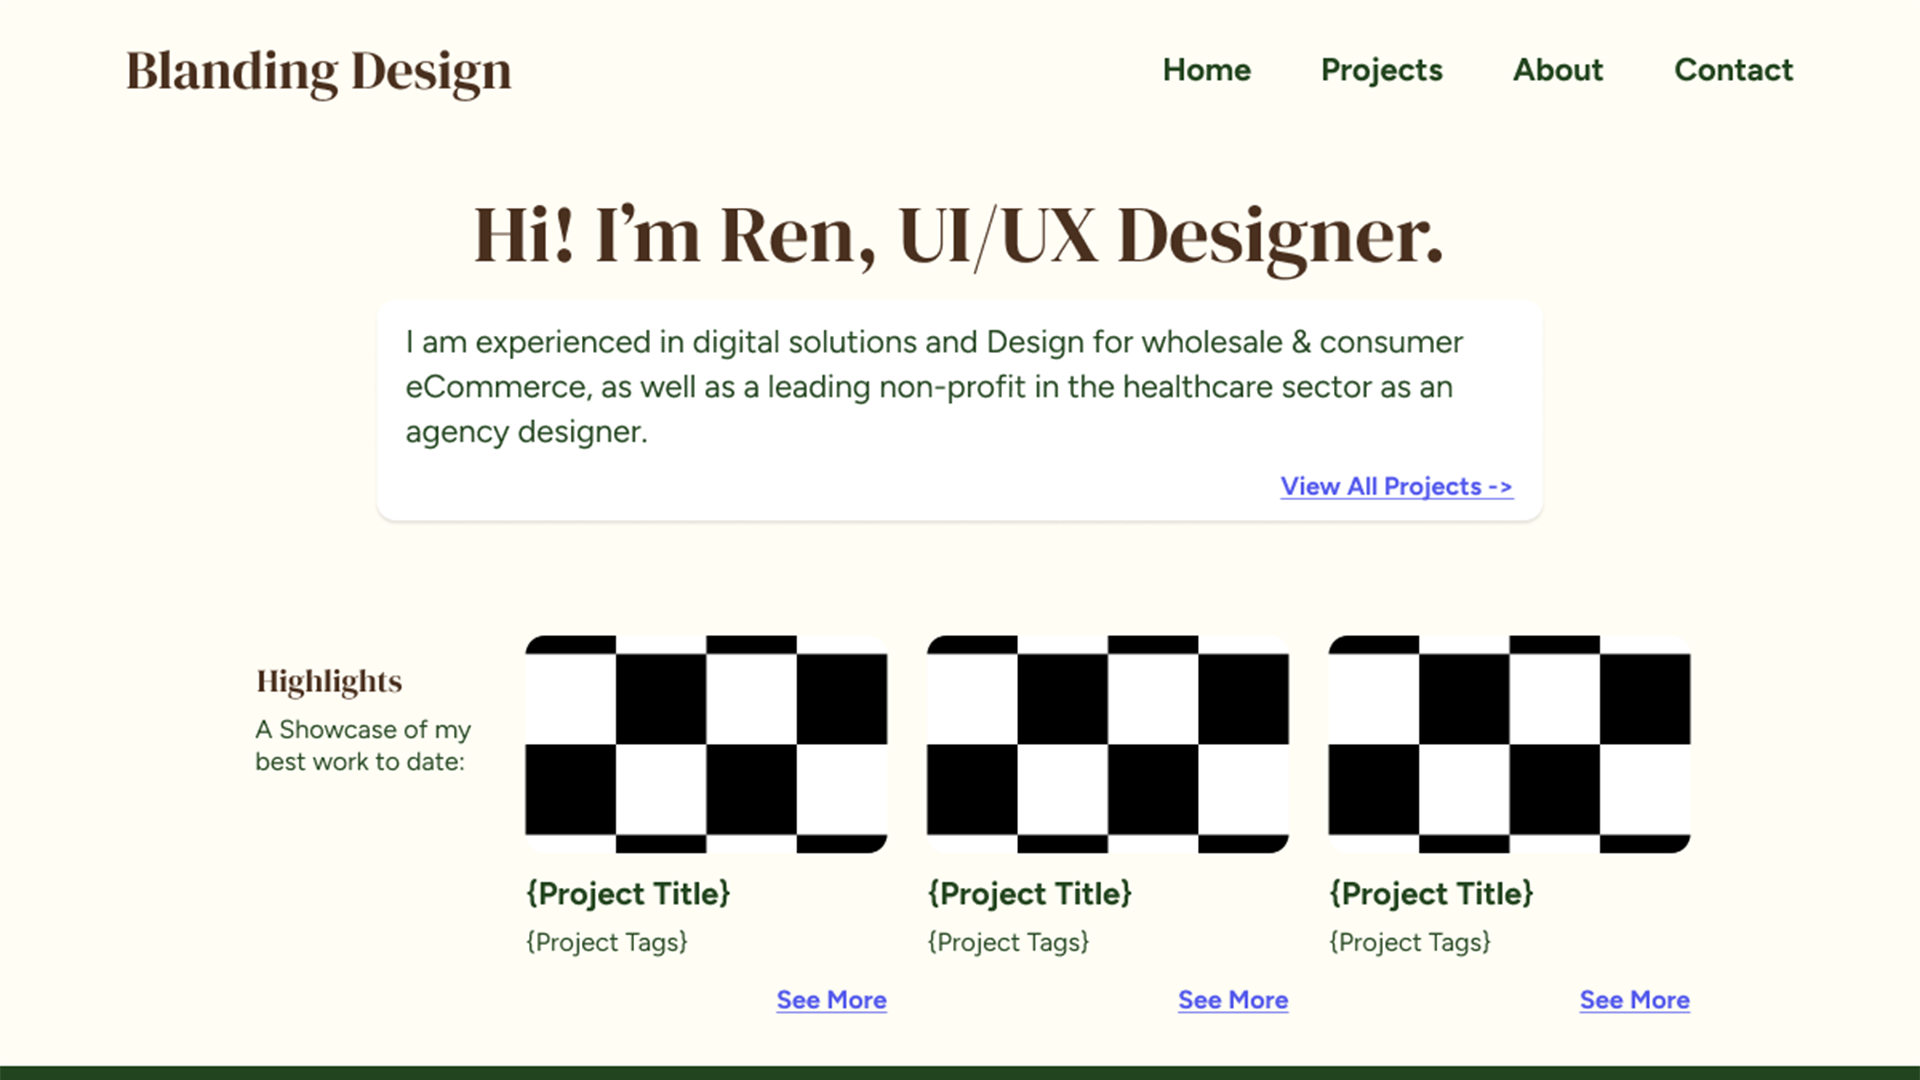 Blanding Design
Home Projects About Contact
Hi! I’m Ren, UI/UX Designer.
I am experienced in digital solutions and Design for wholesale & consumer
eCommerce, as well as a leading non-profit in the healthcare sector as an
agency designer.
View All Projects ->
Highlights
A Showcase of my
best work to date:
{Project Title}
{Project Tags}
See More
{Project Title}
{Project Tags}
See More
{Project Title}
{Project Tags}
See More